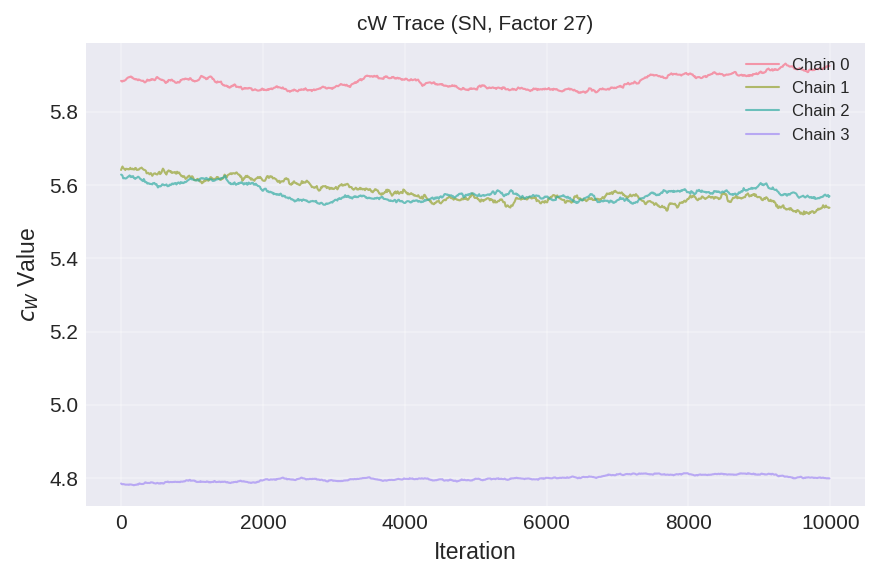 cW Trace (SN, Factor 27)
Chain 0
Chain 1
Chain 2
Chain 3
5.8
5.6
5.4
5.2
5.0
4.8
c_W Value
0 2000 4000 6000 8000 10000
Iteration